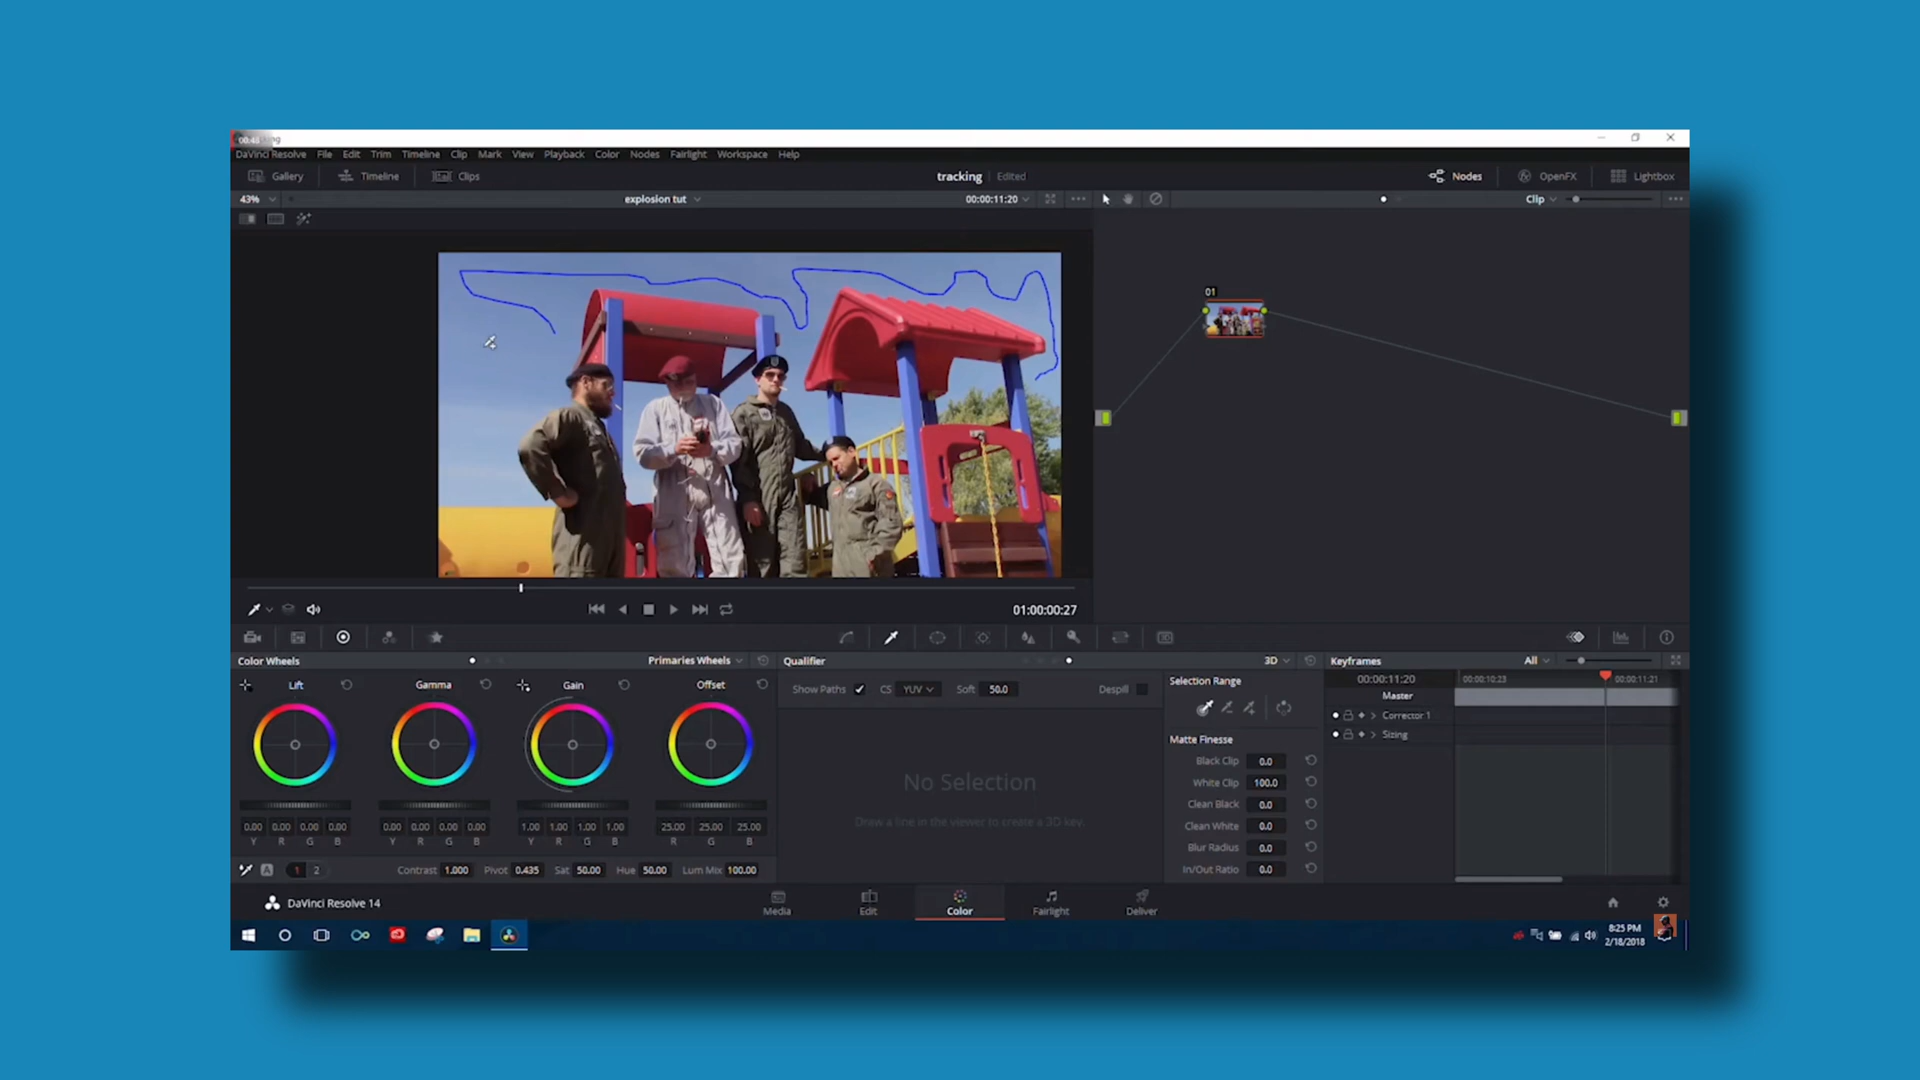 DaVinci Resolve File Edit Trim Timeline Clip Mark View Playback Color Nodes Fairlight Workspace Help
Gallery Timeline Clips tracking Edited Nodes OpenFX Lightbox
43% explosion tut 00:00:11:20 Clip
01
01:00:00:27
Color Wheels Primaries Wheels Qualifier 3D Keyframes All
Lift Gamma Gain Offset
Show Paths CS YUV Soft 50.0 Despill
Selection Range
00:00:11:20 00:00:10:23 00:00:11:21
Master
Corrector 1
Sizing
Matte Finesse
Black Clip 0.0
White Clip 100.0
Clean Black 0.0
Clean White 0.0
Blur Radius 0.0
In/Out Ratio 0.0
No Selection
Draw a line in the viewer to create a 3D key.
0.00 0.00 0.00 0.00 0.00 0.00 0.00 0.00 1.00 1.00 1.00 1.00 25.00 25.00 25.00
Y R G B Y R G B Y R G B R G B
A 1 2 Contrast 1.000 Pivot 0.435 Sat 50.00 Hue 50.00 Lum Mix 100.00
DaVinci Resolve 14 Media Edit Color Fairlight Deliver
8:25 PM
2/18/2018